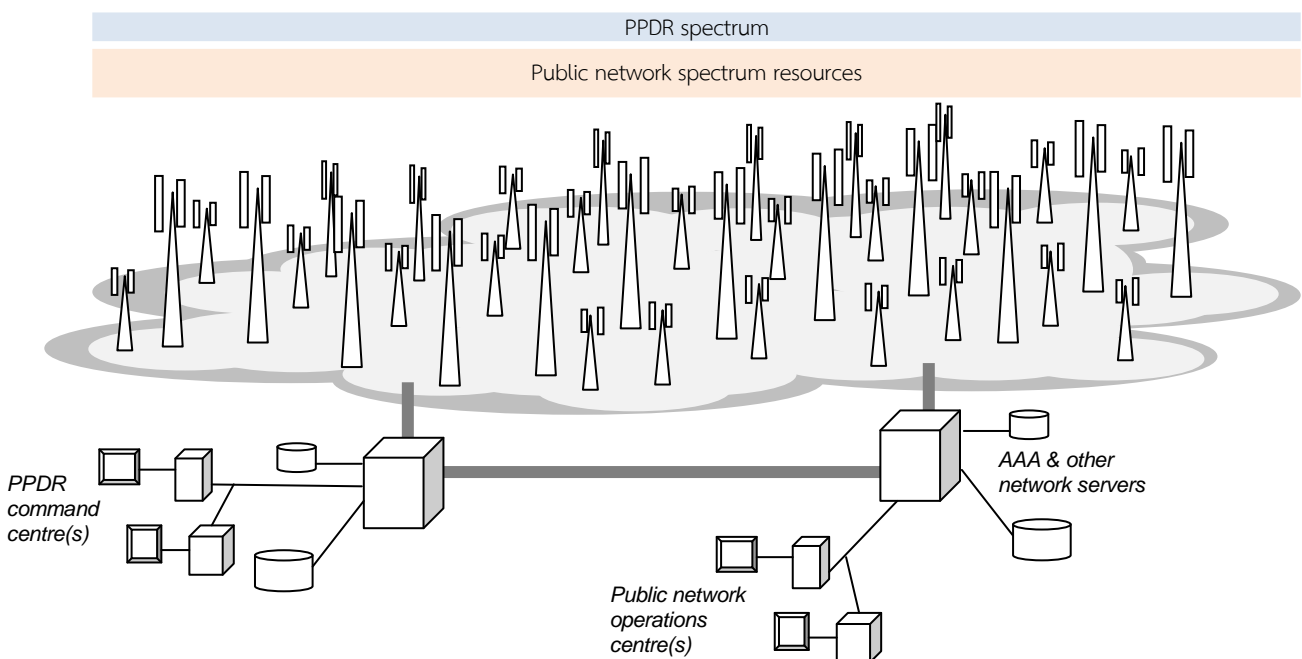 PPDR spectrum
Public network spectrum resources
PPDR
command
centre(s)
AAA & other
network servers
Public network
operations
centre(s)